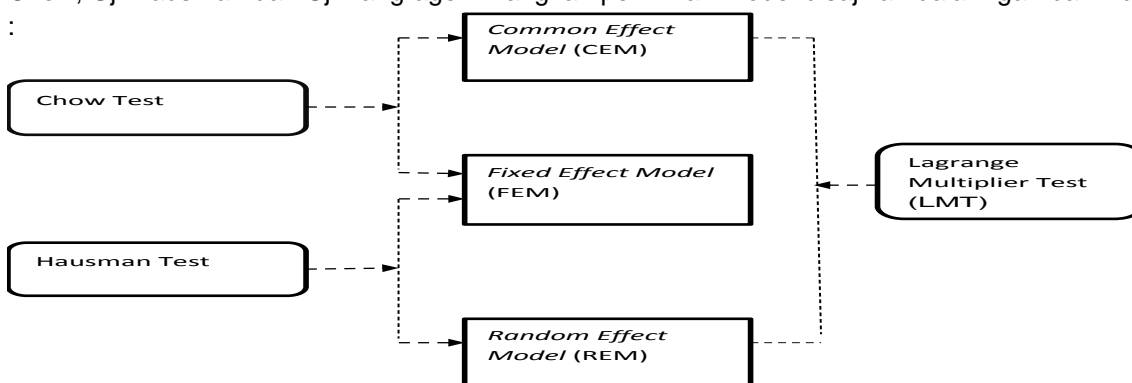 :
Common Effect
Model (CEM)
Chow Test
Fixed Effect Model
(FEM)
Lagrange
Multiplier Test
(LMT)
Hausman Test
Random Effect
Model (REM)